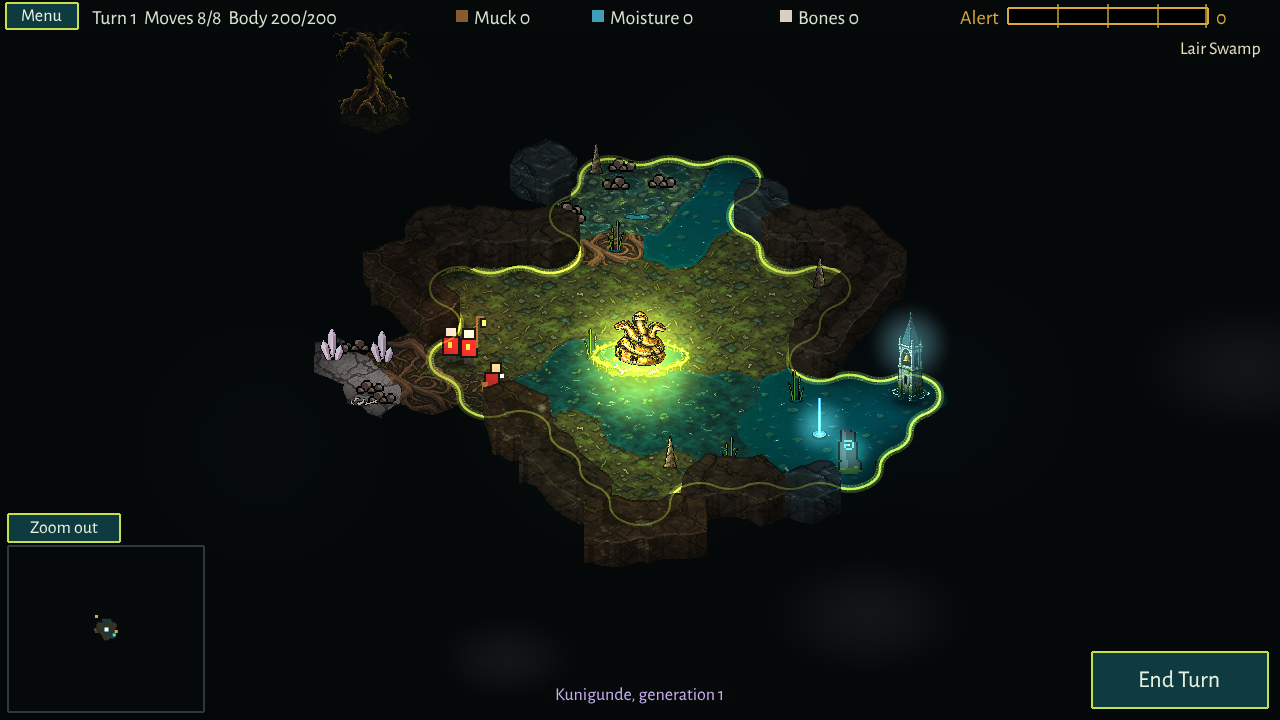 Menu
Turn 1 Moves 8/8 Body 200/200
Muck 0
Moisture 0
Bones 0
Alert 0
Lair Swamp
Zoom out
Kunigunde, generation 1
End Turn